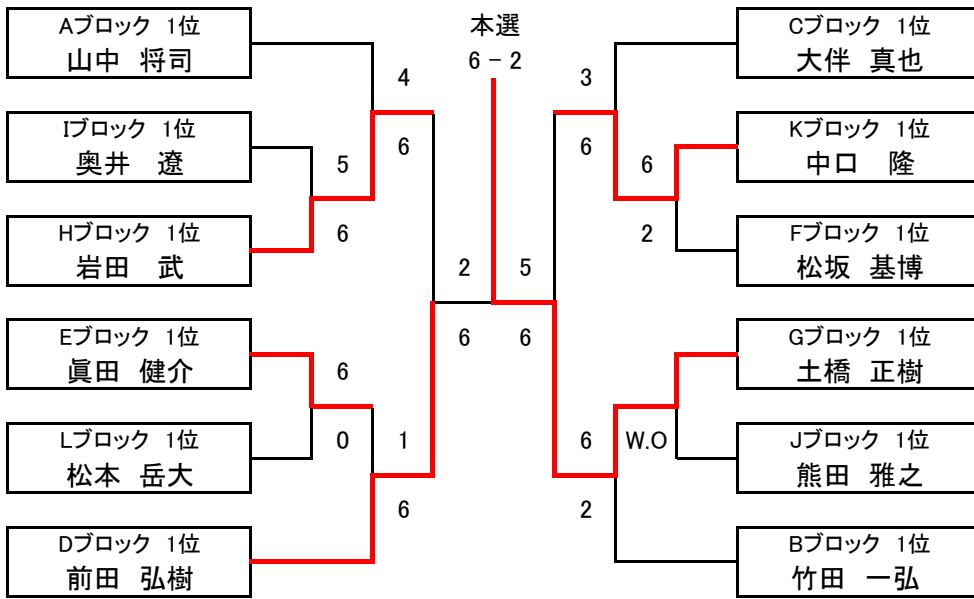 本選
6－2
Aブロック 1位
山中 将司
Iブロック 1位
奥井 遼
Hブロック 1位
岩田 武
Eブロック 1位
眞田 健介
Lブロック 1位
松本 岳大
Dブロック 1位
前田 弘樹
4
6
5
6
6
0
1
6
2
6
5
6
3
6
6
2
6
W.O
2
Cブロック 1位
大伴 真也
Kブロック 1位
中口 隆
Fブロック 1位
松坂 基博
Gブロック 1位
土橋 正樹
Jブロック 1位
熊田 雅之
Bブロック 1位
竹田 一弘